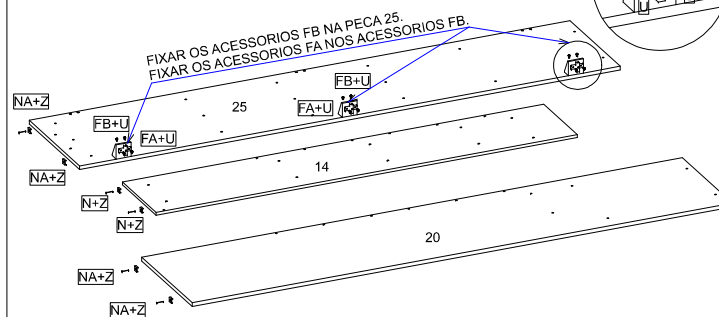 FIXAR OS ACESSORIOS FB NA PECA 25.
FIXAR OS ACESSORIOS FA NOS ACESSORIOS FB.
U
NA+Z
FB+U
FA+U
25
FB+U
FA+U
NA+Z
14
N+Z
N+Z
20
NA+Z
NA+Z